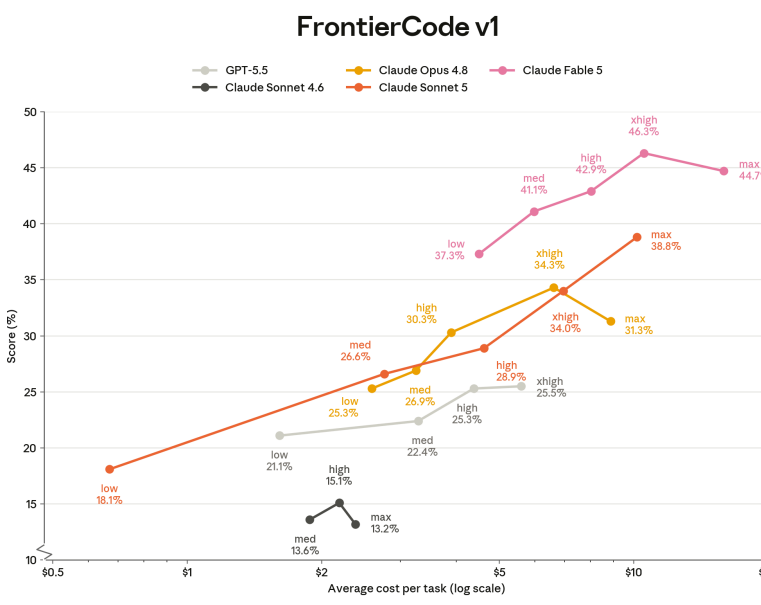 FrontierCode v1
GPT-5.5
Claude Opus 4.8
Claude Fable 5
Claude Sonnet 4.6
Claude Sonnet 5
50
45
40
35
30
25
20
15
10
Score (%)
xhigh
46.3%
high
42.9%
max
med
41.1%
low
37.3%
max
38.8%
xhigh
34.3%
high
30.3%
xhigh
34.0%
max
31.3%
med
26.6%
high
28.9%
low
25.3%
med
26.9%
xhigh
25.5%
high
25.3%
med
22.4%
low
21.1%
low
18.1%
high
15.1%
max
13.2%
med
13.6%
$0.5
$1
$2
$5
$10
Average cost per task (log scale)